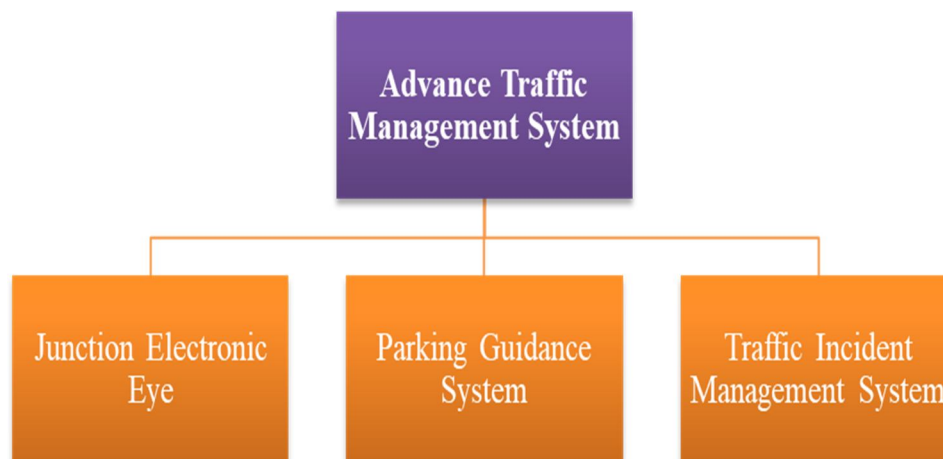 Advance Traffic
Management System
Junction Electronic
Eye
Parking Guidance
System
Traffic Incident
Management System